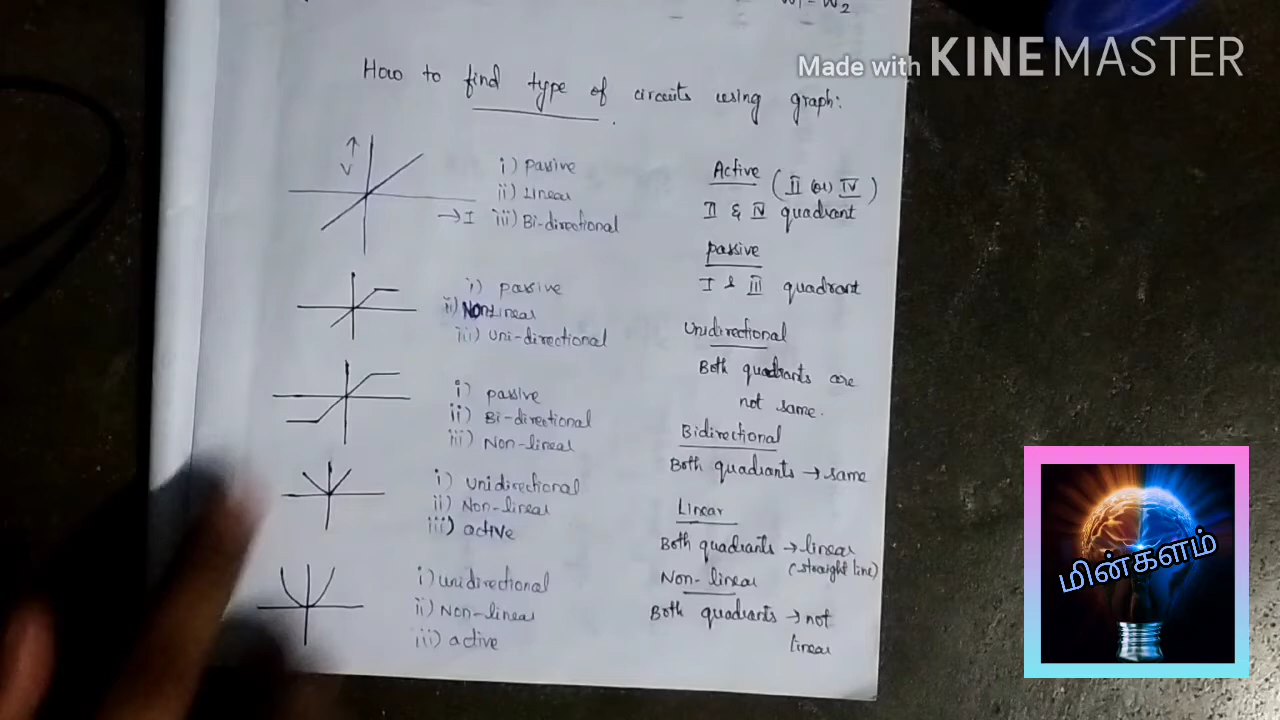 W1 - W2
Made with KINEMASTER
How to find type of circuits using graph:
V
→ I
i) Passive
ii) Linear
iii) Bi-directional
i) passive
ii) NonLinear
iii) Uni-directional
i) passive
ii) Bi-directional
iii) Non-linear
i) Unidirectional
ii) Non-linear
iii) active
i) unidirectional
ii) Non-linear
iii) active
Active (II (or) IV)
II & IV quadrant
passive
I & III quadrant
Unidirectional
Both quadrants are
not same.
Bidirectional
Both quadrants → same
Linear
Both quadrants → linear
(straight line)
Non-linear
Both quadrants → not
linear
மின்களம்